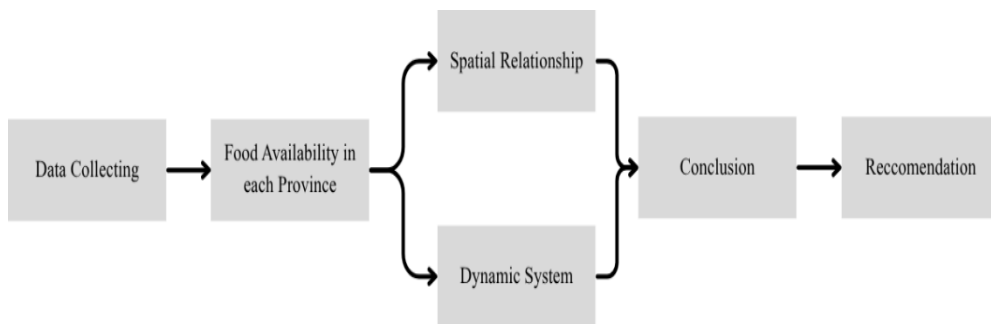 Data Collecting
Food Availability in
each Province
Spatial Relationship
Dynamic System
Conclusion
Reccomendation